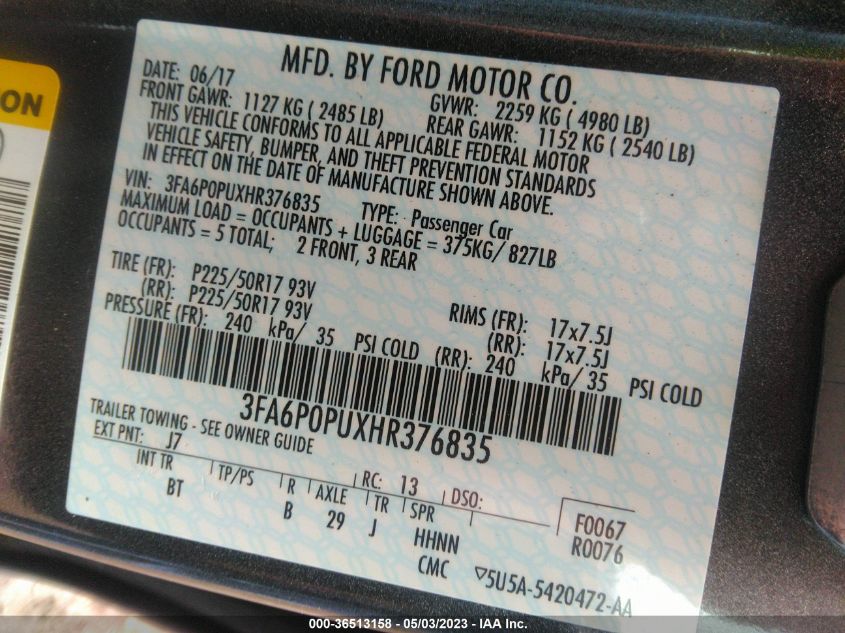 ON
MFD. BY FORD MOTOR CO.
DATE: 06/17 GVWR: 2259 KG ( 4980 LB)
FRONT GAWR: 1127 KG ( 2485 LB) REAR GAWR: 1152 KG ( 2540 LB)
THIS VEHICLE CONFORMS TO ALL APPLICABLE FEDERAL MOTOR
VEHICLE SAFETY, BUMPER, AND THEFT PREVENTION STANDARDS
IN EFFECT ON THE DATE OF MANUFACTURE SHOWN ABOVE.
VIN: 3FA6P0PUXHR376835 TYPE: Passenger Car
MAXIMUM LOAD = OCCUPANTS + LUGGAGE = 375KG/ 827LB
OCCUPANTS = 5 TOTAL; 2 FRONT, 3 REAR
TIRE (FR): P225/50R17 93V RIMS (FR): 17x7.5J
(RR): P225/50R17 93V (RR): 17x7.5J
PRESSURE (FR): 240 kPa/ 35 PSI COLD (RR): 240 kPa/ 35 PSI COLD
3FA6P0PUXHR376835
TRAILER TOWING - SEE OWNER GUIDE
EXT PNT: J7 RC: 13 DSO:
INT TR TP/PS R AXLE TR SPR F0067
BT B 29 J HHNN R0076
CMC ▽5U5A-5420472-AA
000-36513158 - 05/03/2023 - IAA Inc.